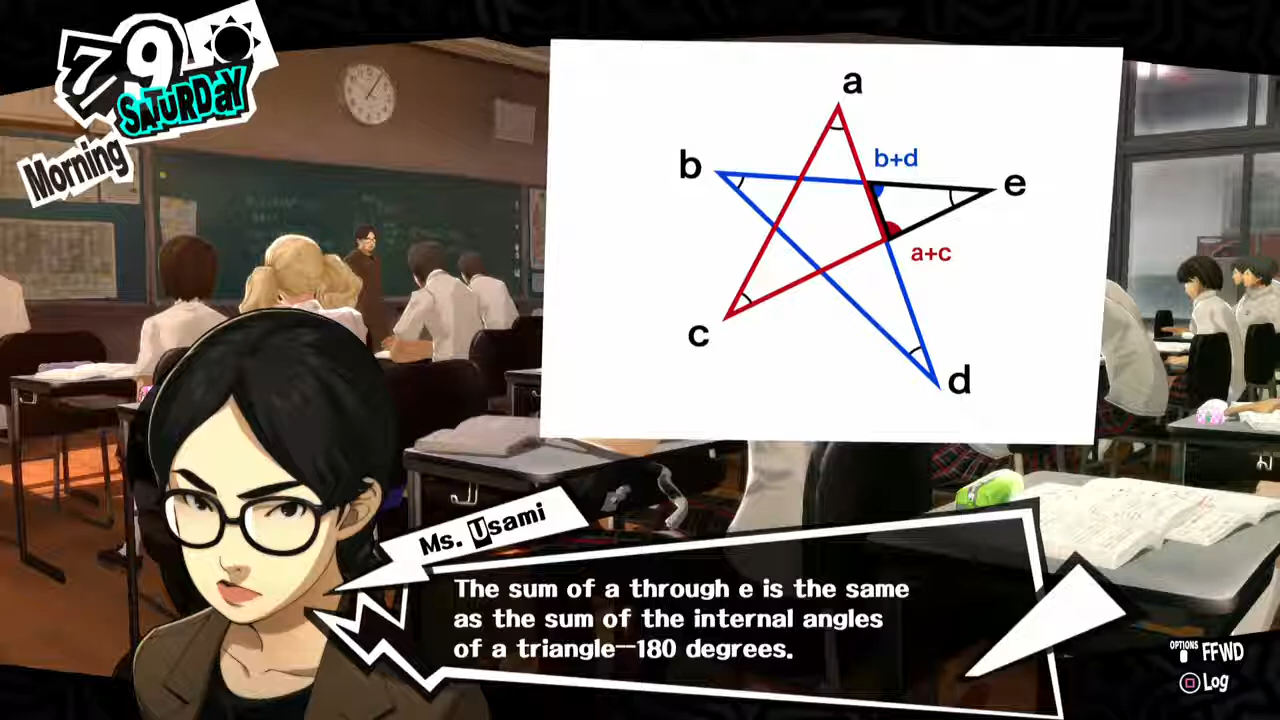 7/9
SATURDAY
Morning
a
b
b+d
e
a+c
c
d
Ms. Usami
The sum of a through e is the same
as the sum of the internal angles
of a triangle--180 degrees.
OPTIONS FFWD
Log